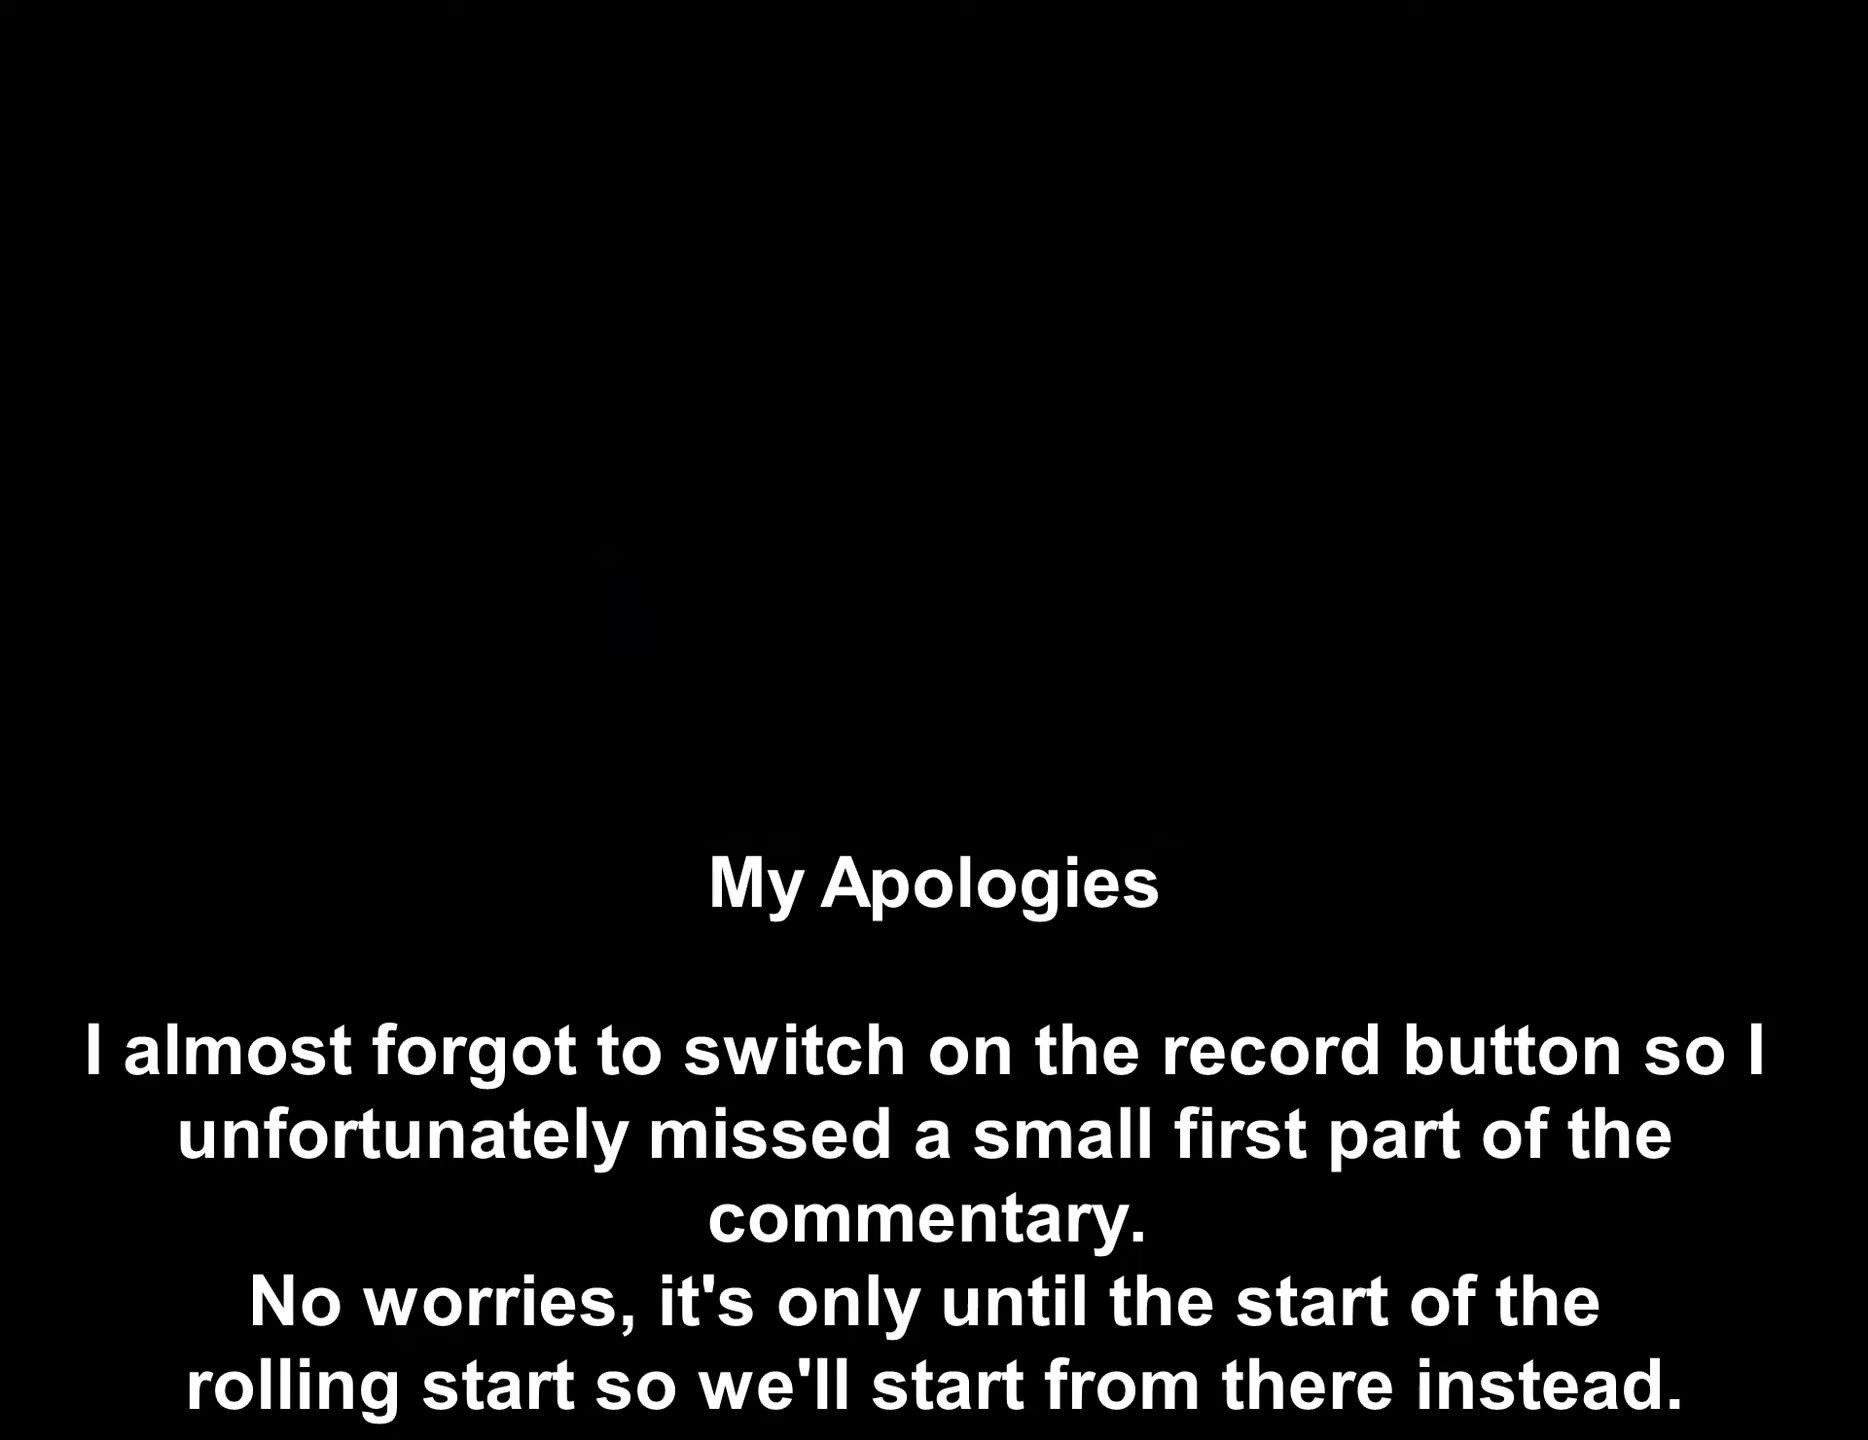 My Apologies
I almost forgot to switch on the record button so I
unfortunately missed a small first part of the
commentary.
No worries, it's only until the start of the
rolling start so we'll start from there instead.